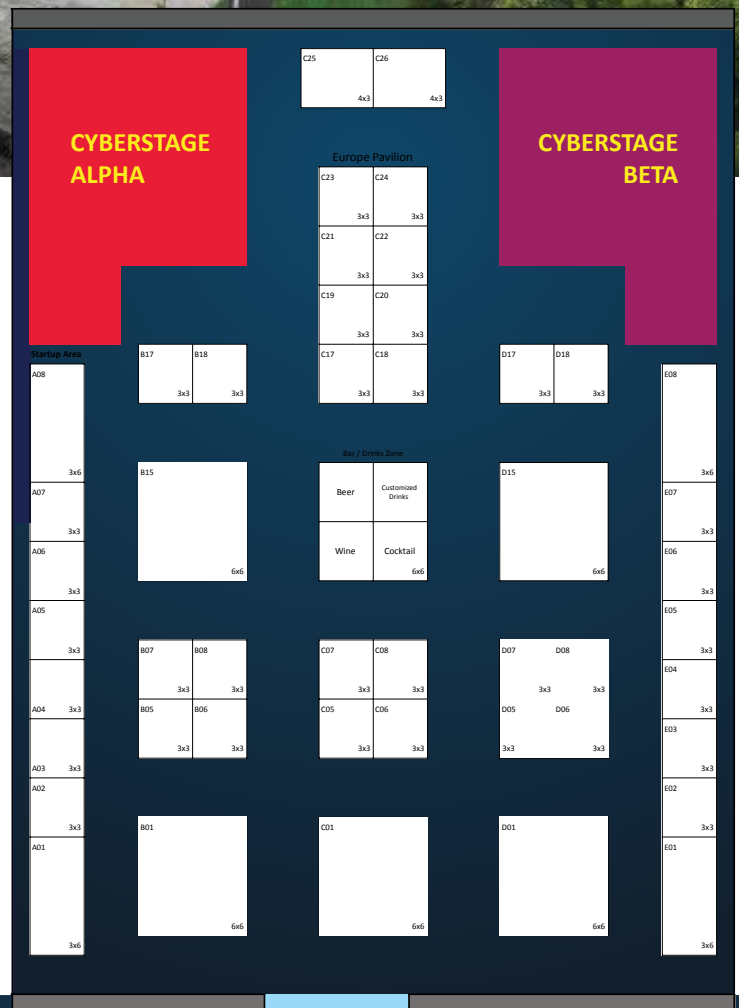 C25
C26
4x3
4x3
CYBERSTAGE
ALPHA
CYBERSTAGE
BETA
Europe Pavilion
C23
C24
3x3
3x3
C21
C22
3x3
3x3
C19
C20
3x3
3x3
C17
C18
3x3
3x3
Startup Area
B17
B18
3x3
3x3
D17
D18
3x3
3x3
A08
3x6
A07
3x3
A06
3x3
A05
3x3
A04 3x3
A03 3x3
A02
3x3
A01
3x6
B15
6x6
Bar / Drinks Zone
Beer
Customized
Drinks
Wine
Cocktail
6x6
D15
6x6
B07
B08
3x3
3x3
B05
B06
3x3
3x3
C07
C08
3x3
3x3
C05
C06
3x3
3x3
D07
D08
3x3
3x3
D05
D06
3x3
3x3
B01
6x6
C01
6x6
D01
6x6
E08
3x6
E07
3x3
E06
3x3
E05
3x3
E04
3x3
E03
3x3
E02
3x3
E01
3x6